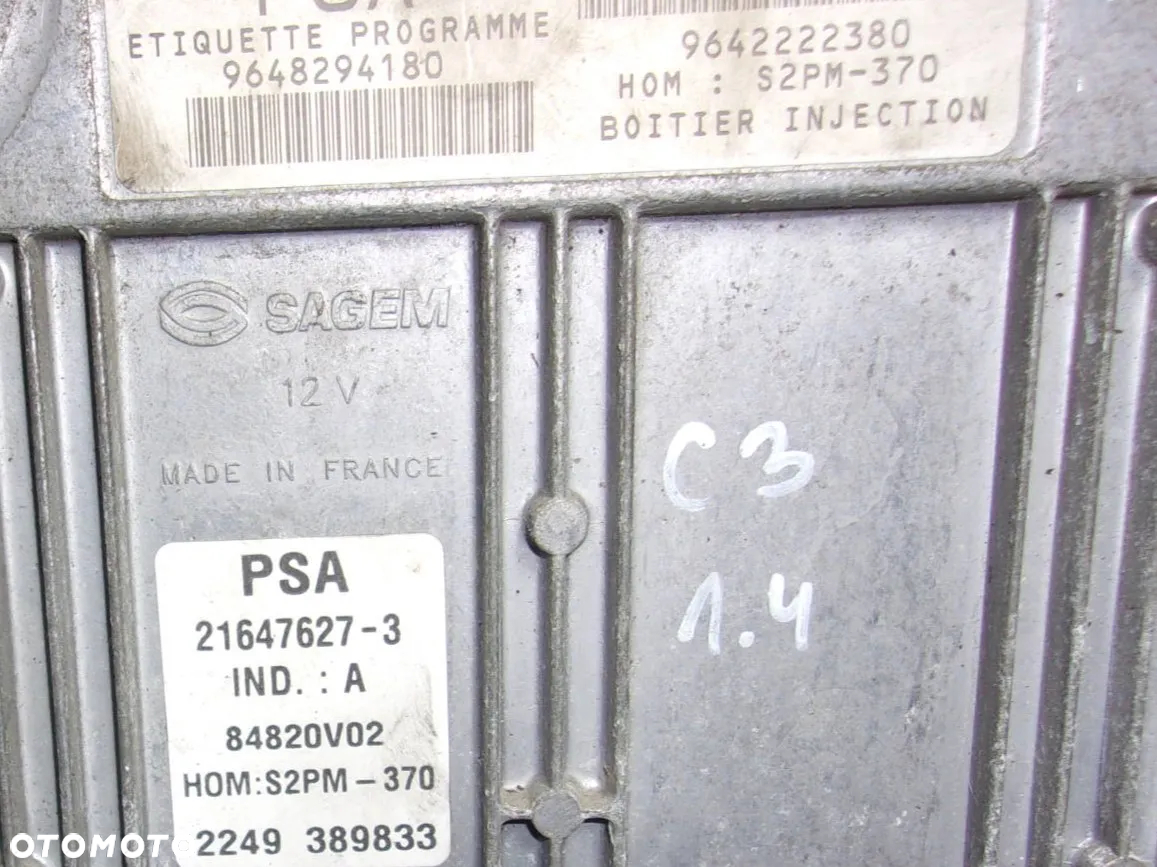 PSA
ETIQUETTE PROGRAMME
9648294180
9642222380
HOM : S2PM-370
BOITIER INJECTION
SAGEM
12 V
MADE IN FRANCE
PSA
21647627-3
IND. : A
84820V02
HOM:S2PM-370
2249 389833
C3
1.4
OTOMOTO